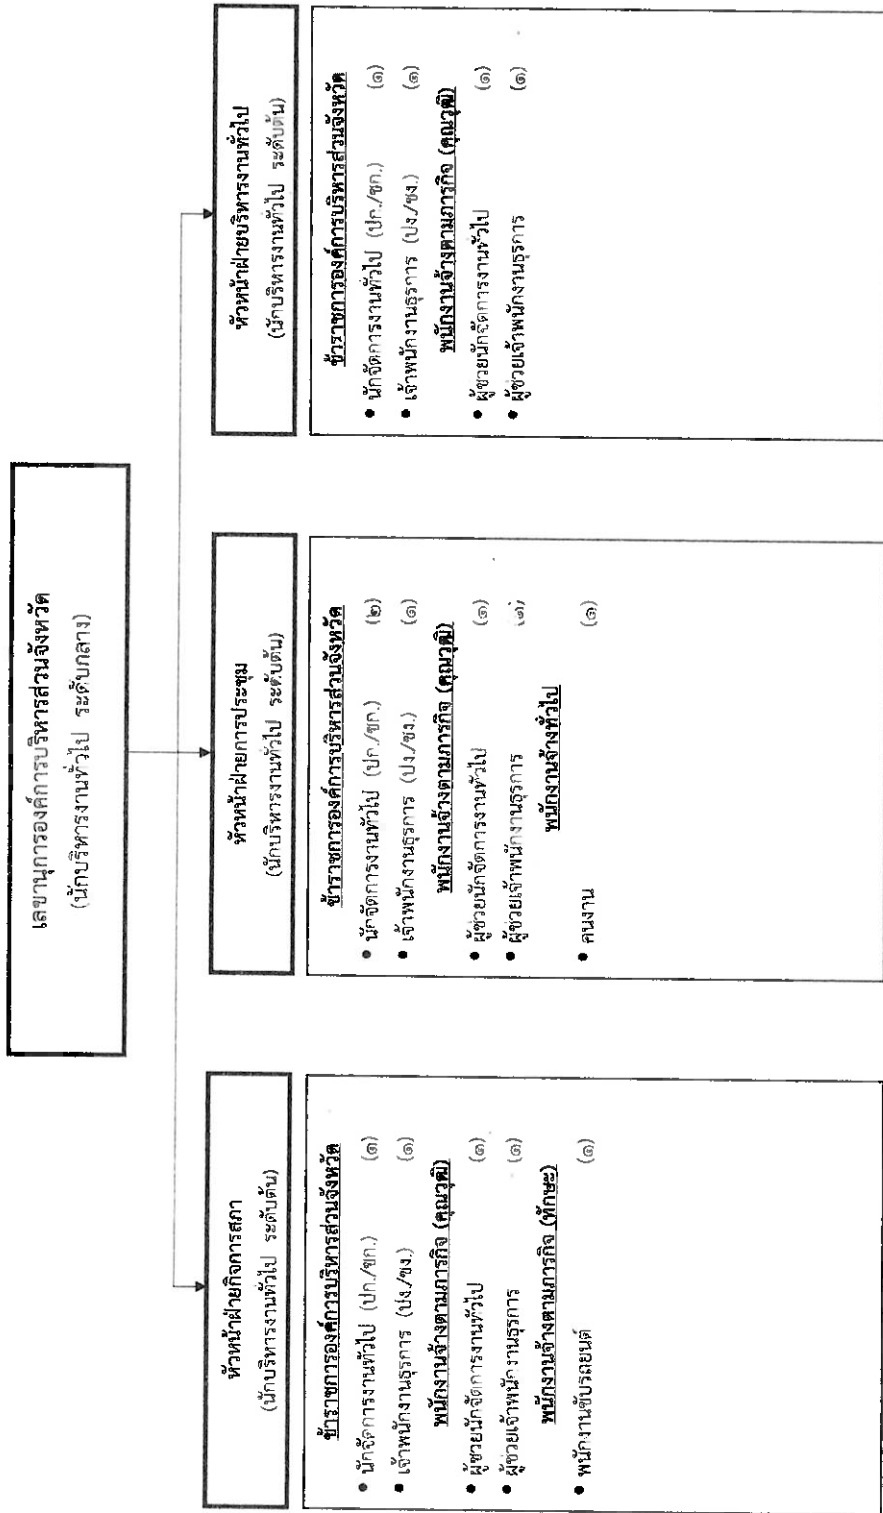 เลขานุการองค์การบริหารส่วนจังหวัด
(นักบริหารงานทั่วไป ระดับกลาง)
หัวหน้าฝ่ายกิจการสภา
(นักบริหารงานทั่วไป ระดับต้น)
ข้าราชการองค์การบริหารส่วนจังหวัด
● นักจัดการงานทั่วไป (ปก./ชก.) (๑)
● เจ้าพนักงานธุรการ (ปง./ชง.) (๑)
พนักงานจ้างตามภารกิจ (คุณวุฒิ)
● ผู้ช่วยนักจัดการงานทั่วไป (๑)
● ผู้ช่วยเจ้าพนักงานธุรการ (๑)
พนักงานจ้างตามภารกิจ (ทักษะ)
● พนักงานขับรถยนต์ (๑)
หัวหน้าฝ่ายการประชุม
(นักบริหารงานทั่วไป ระดับต้น)
ข้าราชการองค์การบริหารส่วนจังหวัด
● นักจัดการงานทั่วไป (ปก./ชก.) (๒)
● เจ้าพนักงานธุรการ (ปง./ชง.) (๑)
พนักงานจ้างตามภารกิจ (คุณวุฒิ)
● ผู้ช่วยนักจัดการงานทั่วไป (๑)
● ผู้ช่วยเจ้าพนักงานธุรการ
พนักงานจ้างทั่วไป
● คนงาน (๑)
หัวหน้าฝ่ายบริหารงานทั่วไป
(นักบริหารงานทั่วไป ระดับต้น)
ข้าราชการองค์การบริหารส่วนจังหวัด
● นักจัดการงานทั่วไป (ปก./ชก.) (๑)
● เจ้าพนักงานธุรการ (ปง./ชง.) (๑)
พนักงานจ้างตามภารกิจ (คุณวุฒิ)
● ผู้ช่วยนักจัดการงานทั่วไป (๑)
● ผู้ช่วยเจ้าพนักงานธุรการ (๑)